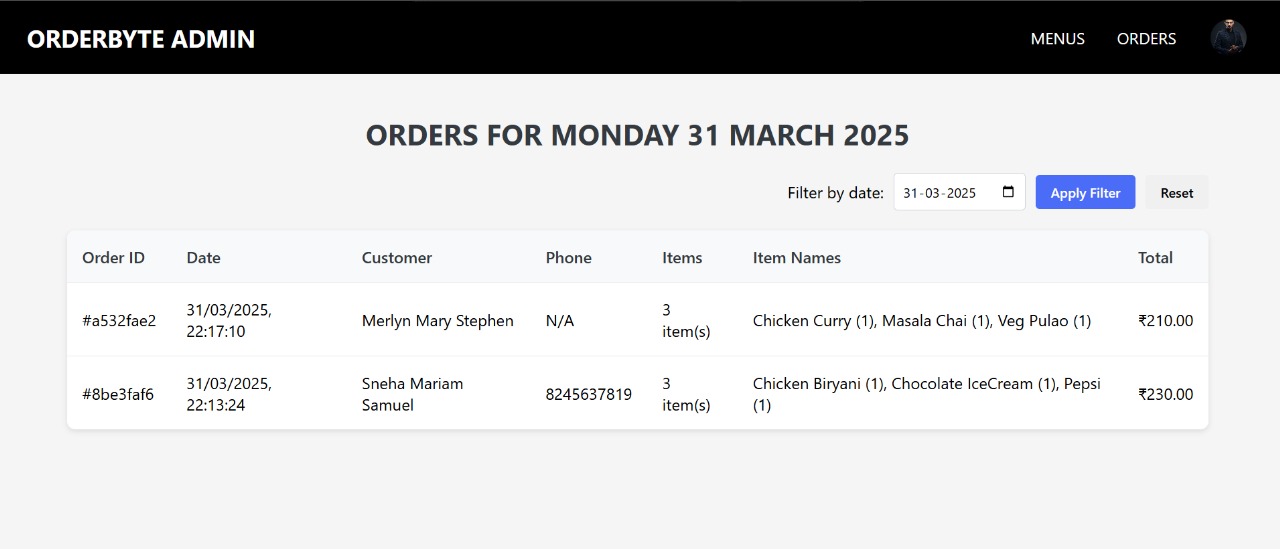 ORDERBYTE ADMIN MENUS ORDERS
ORDERS FOR MONDAY 31 MARCH 2025
Filter by date: 31-03-2025 Apply Filter Reset
Order ID Date Customer Phone Items Item Names Total
#a532fae2 31/03/2025, 22:17:10 Merlyn Mary Stephen N/A 3 item(s) Chicken Curry (1), Masala Chai (1), Veg Pulao (1) ₹210.00
#8be3faf6 31/03/2025, 22:13:24 Sneha Mariam Samuel 8245637819 3 item(s) Chicken Biryani (1), Chocolate IceCream (1), Pepsi (1) ₹230.00